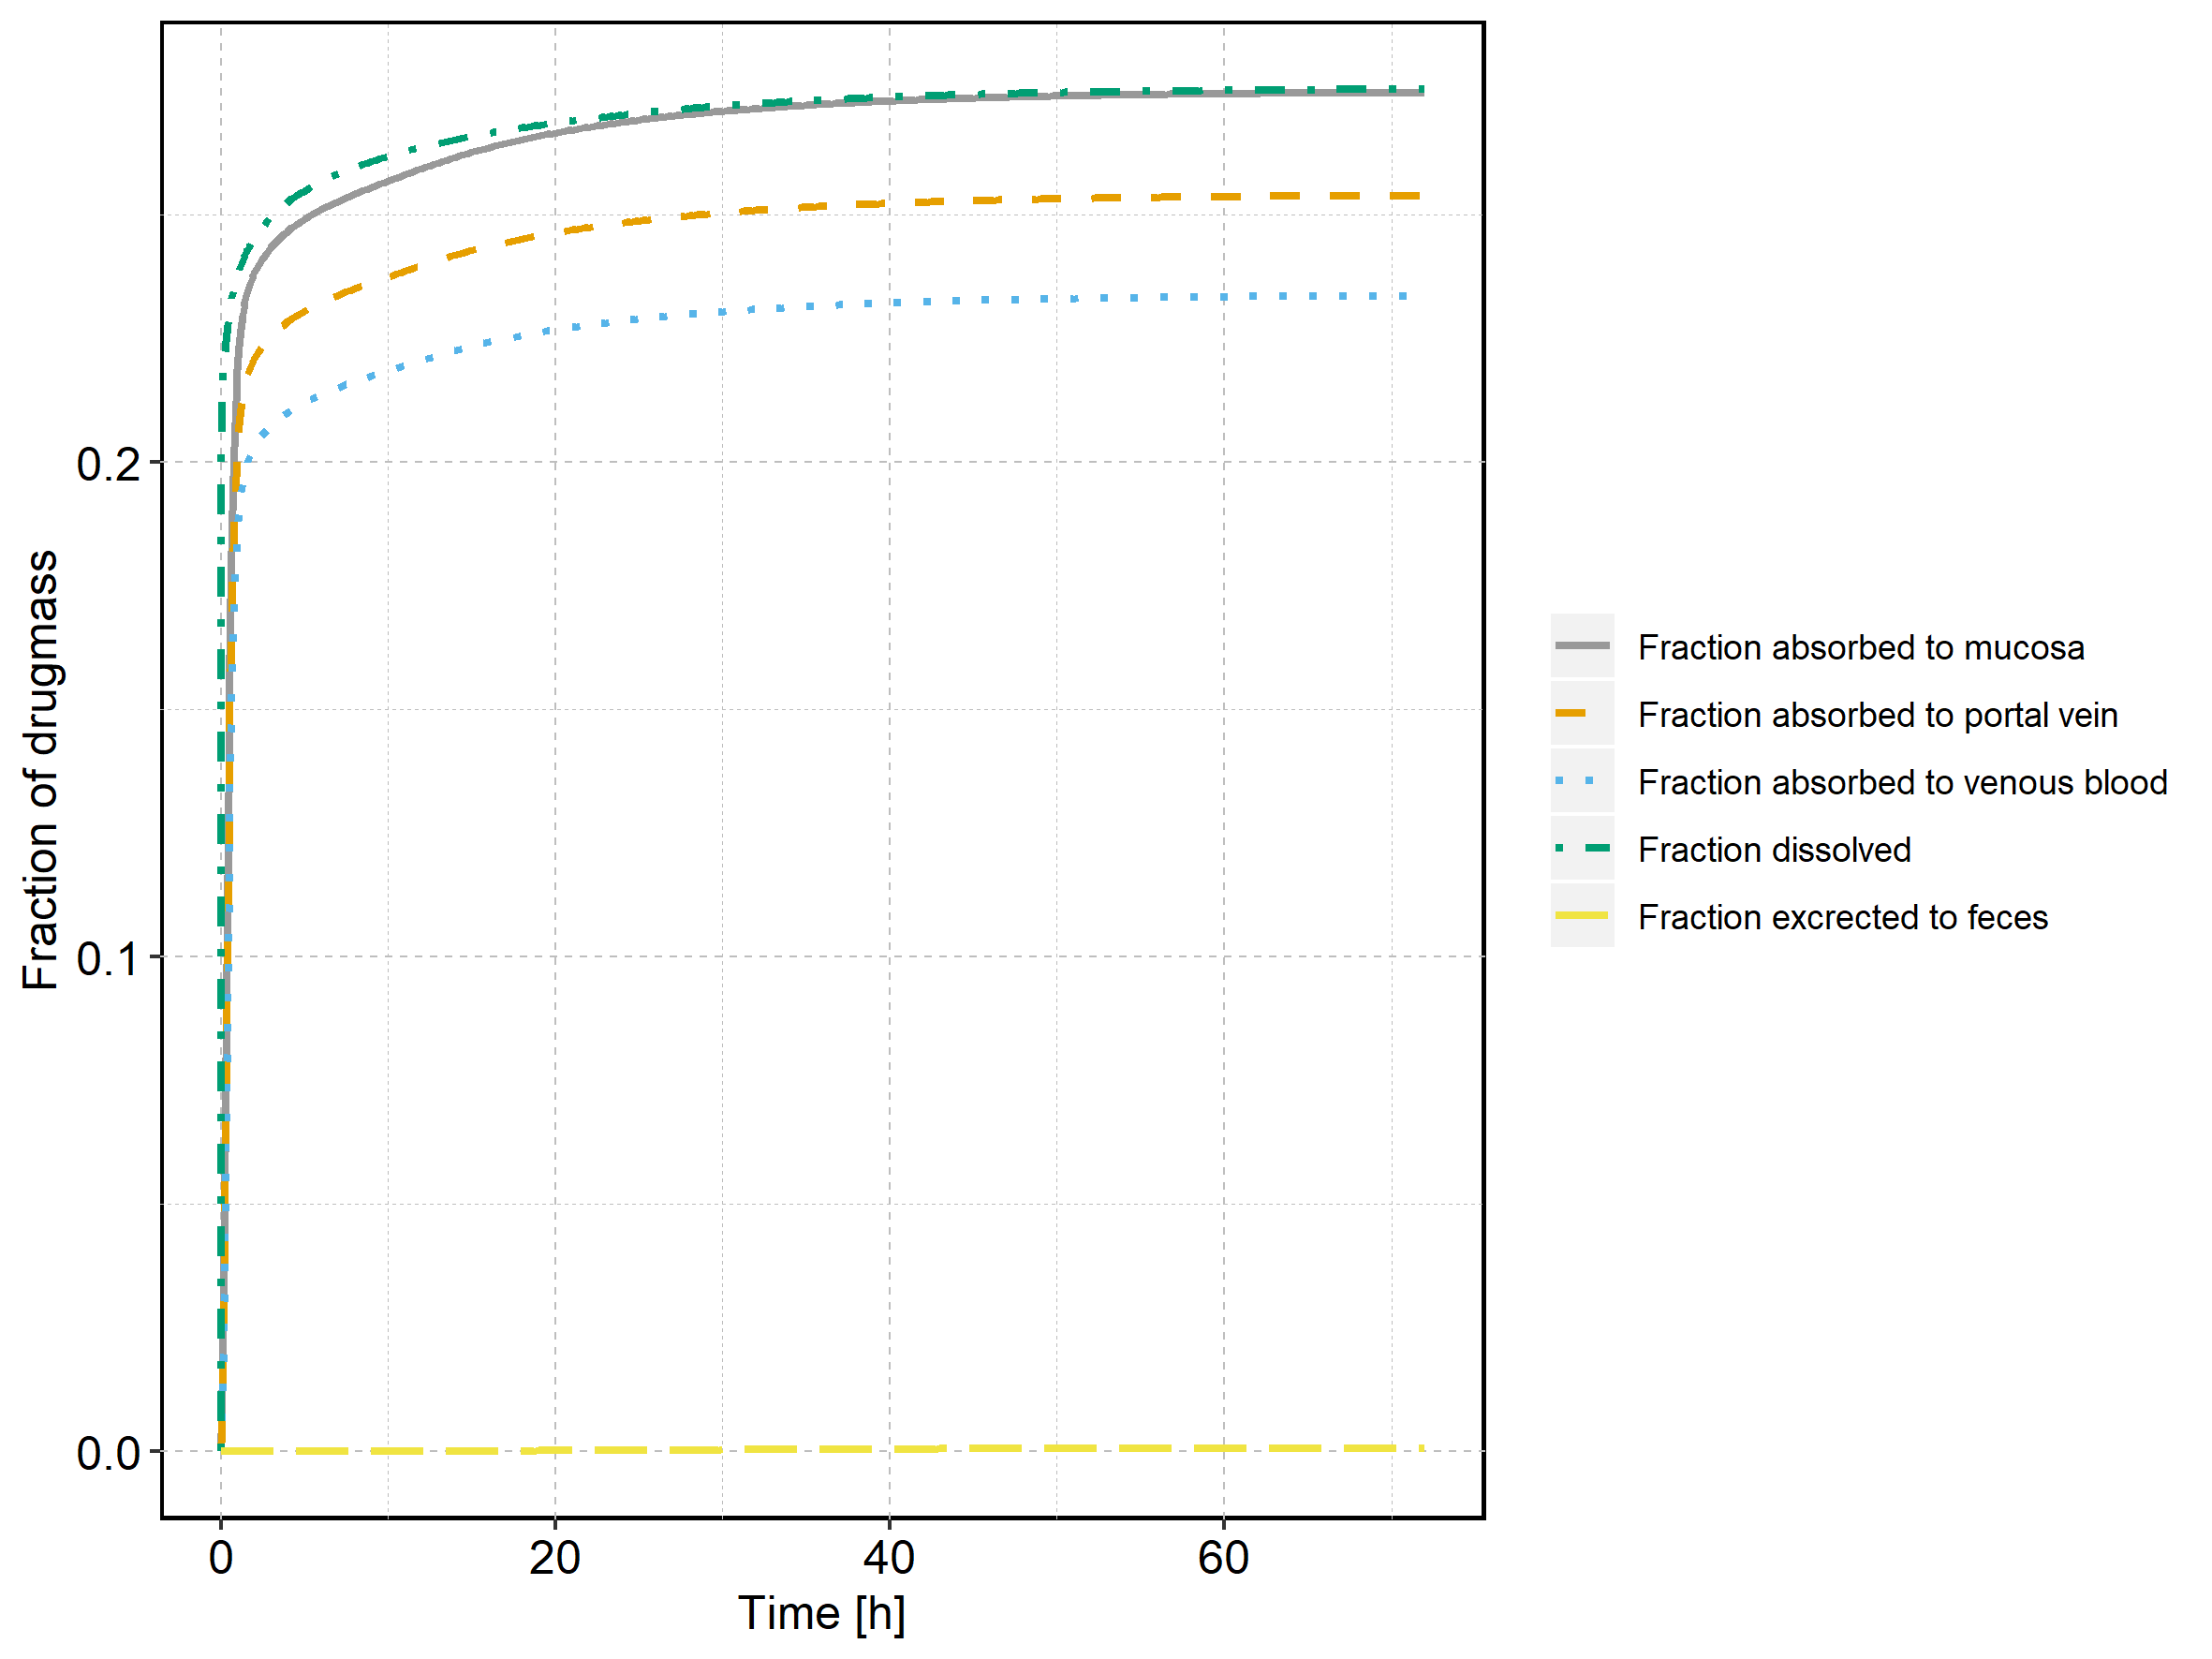 Fraction of drugmass
0.2
0.1
0.0
0 20 40 60
Time [h]
Fraction absorbed to mucosa
Fraction absorbed to portal vein
Fraction absorbed to venous blood
Fraction dissolved
Fraction excrected to feces